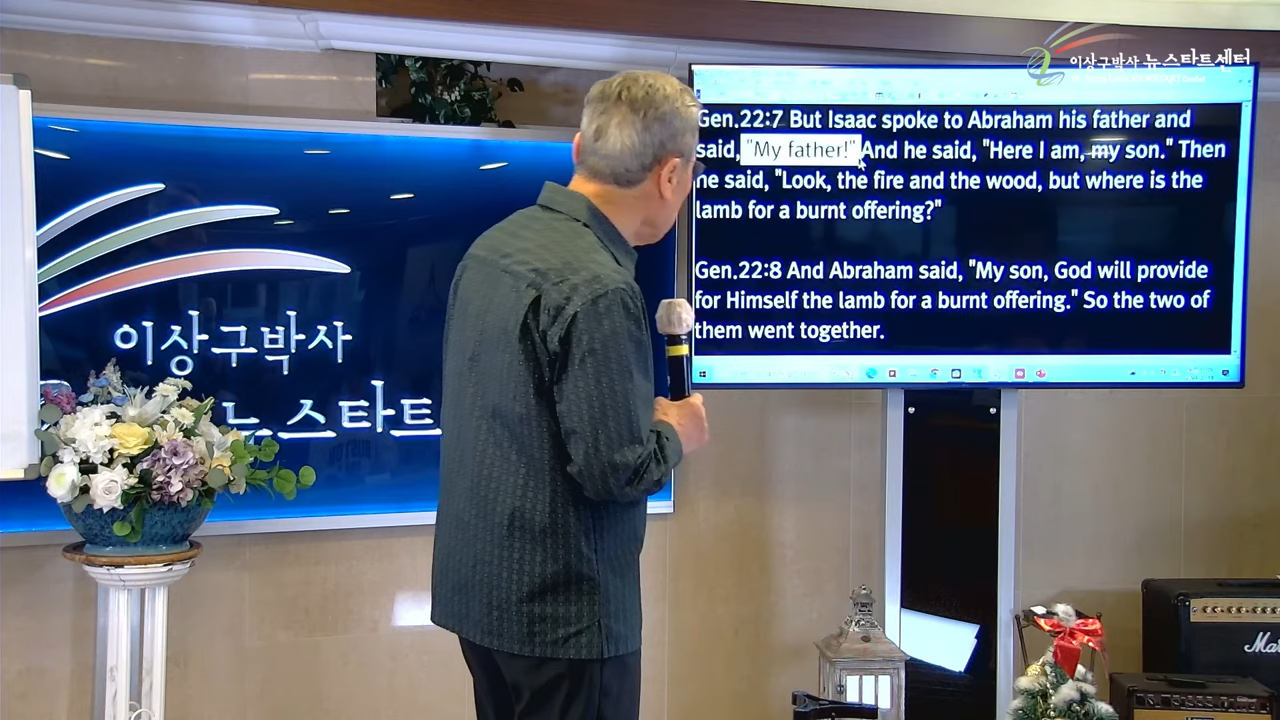 이상구박사 뉴스타트센터
Gen.22:7 But Isaac spoke to Abraham his father and
said, "My father!" And he said, "Here I am, my son." Then
he said, "Look, the fire and the wood, but where is the
lamb for a burnt offering?"
Gen.22:8 And Abraham said, "My son, God will provide
for Himself the lamb for a burnt offering." So the two of
them went together.
이상구박사
뉴스타트
Mar